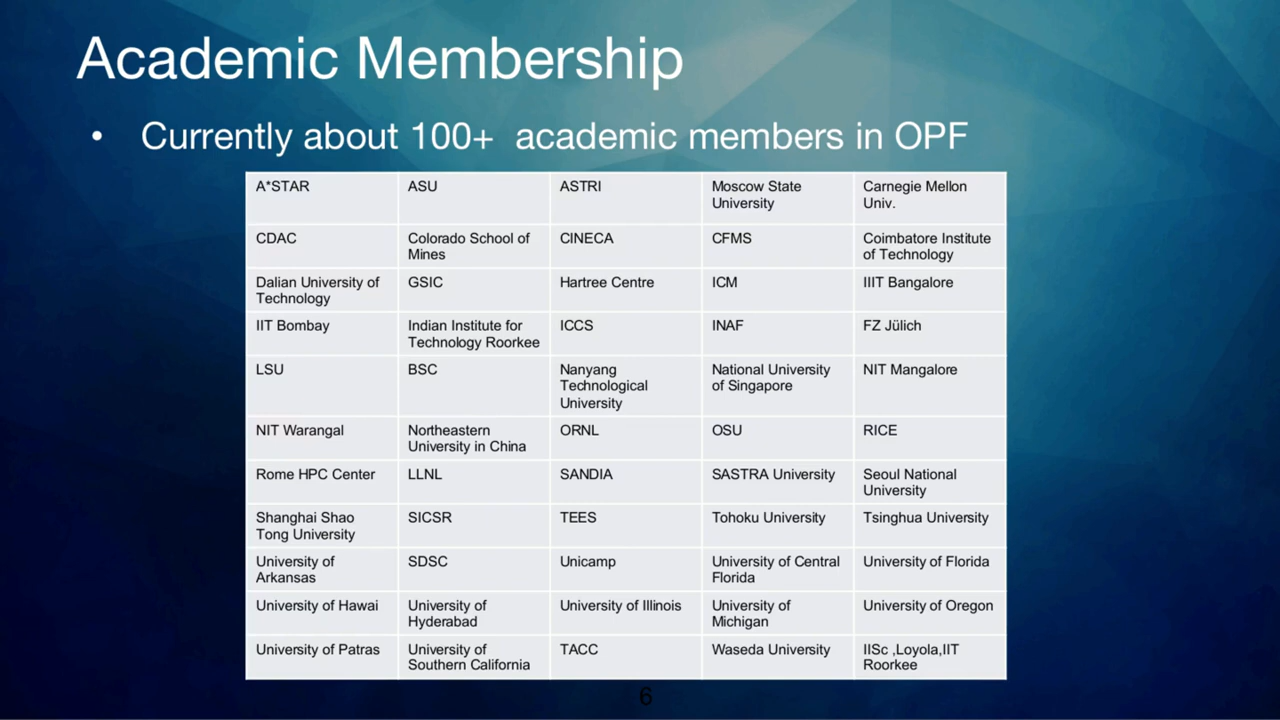 Academic Membership
• Currently about 100+ academic members in OPF
A*STAR
ASU
ASTRI
Moscow State
University
Carnegie Mellon
Univ.
CDAC
Colorado School of
Mines
CINECA
CFMS
Coimbatore Institute
of Technology
Dalian University of
Technology
GSIC
Hartree Centre
ICM
IIIT Bangalore
IIT Bombay
Indian Institute for
Technology Roorkee
ICCS
INAF
FZ Jülich
LSU
BSC
Nanyang
Technological
University
National University
of Singapore
NIT Mangalore
NIT Warangal
Northeastern
University in China
ORNL
OSU
RICE
Rome HPC Center
LLNL
SANDIA
SASTRA University
Seoul National
University
Shanghai Shao
Tong University
SICSR
TEES
Tohoku University
Tsinghua University
University of
Arkansas
SDSC
Unicamp
University of Central
Florida
University of Florida
University of Hawai
University of
Hyderabad
University of Illinois
University of
Michigan
University of Oregon
University of Patras
University of
Southern California
TACC
Waseda University
IISc ,Loyola,IIT
Roorkee
6